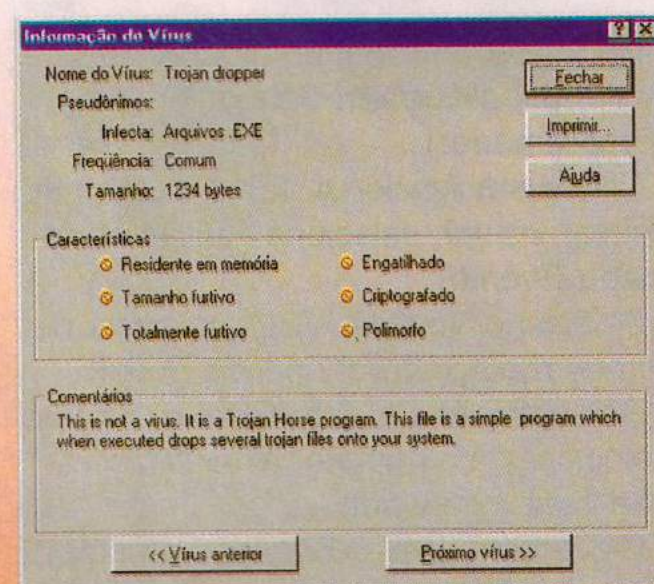 Informação do Vírus
? X
Nome do Vírus: Trojan dropper
Pseudônimos:
Infecta: Arquivos .EXE
Freqüência: Comum
Tamanho: 1234 bytes
Fechar
Imprimir...
Ajuda
Características
Residente em memória
Engatilhado
Tamanho furtivo
Criptografado
Totalmente furtivo
Polimorfo
Comentários
This is not a virus. It is a Trojan Horse program. This file is a simple program which
when executed drops several trojan files onto your system.
<< Vírus anterior
Próximo vírus >>